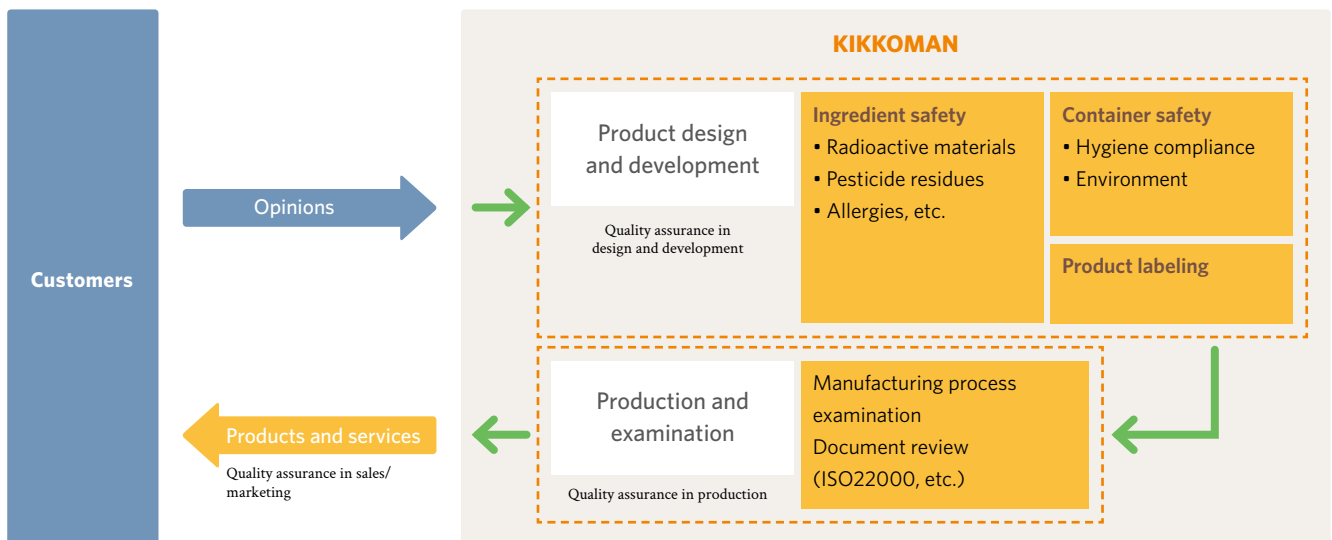 KIKKOMAN
Customers
Opinions
Product design
and development
Quality assurance in
design and development
Ingredient safety
• Radioactive materials
• Pesticide residues
• Allergies, etc.
Container safety
• Hygiene compliance
• Environment
Product labeling
Production and
examination
Quality assurance in production
Manufacturing process
examination
Document review
(ISO22000, etc.)
Products and services
Quality assurance in sales/
marketing